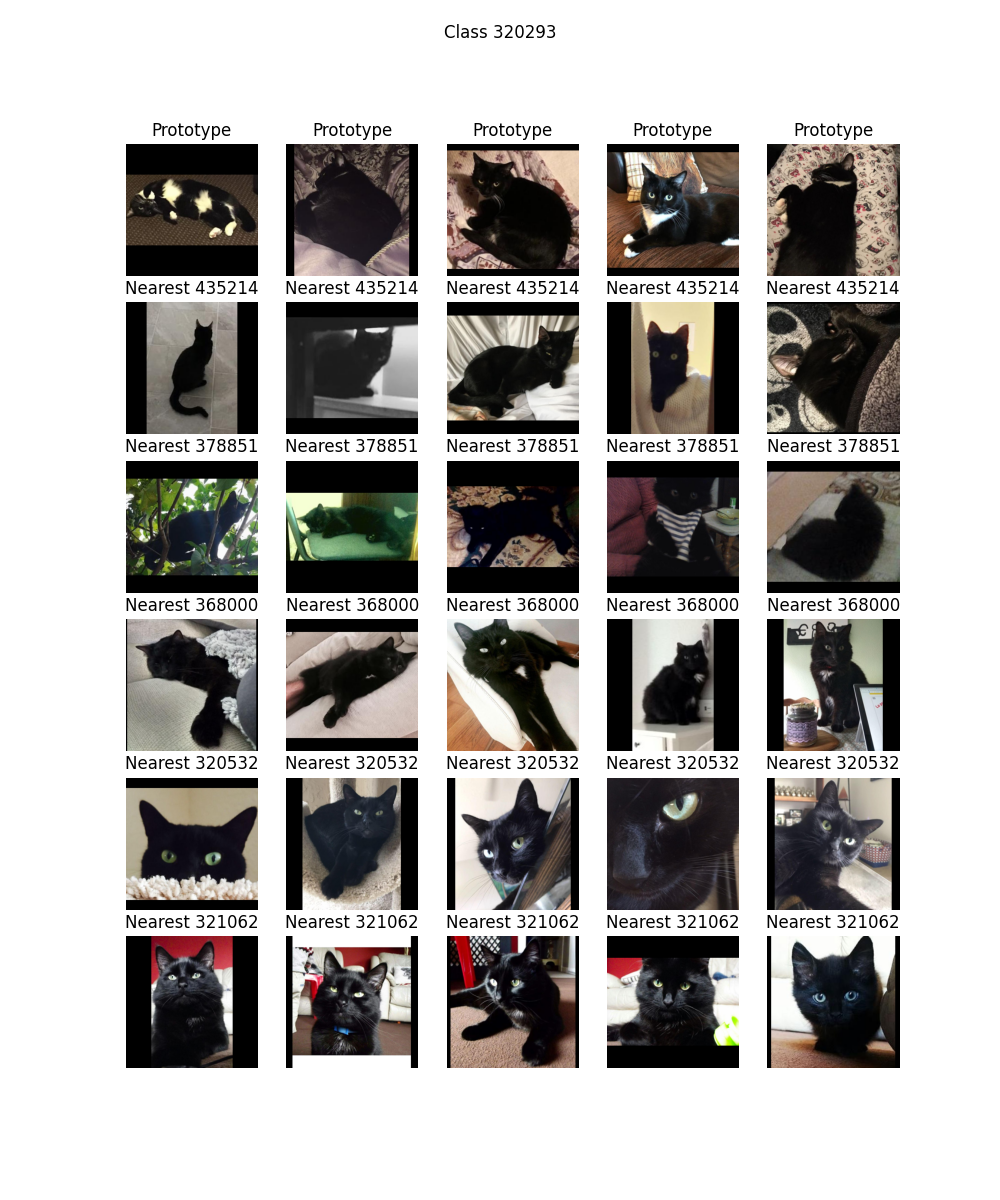 Class 320293
Prototype Prototype Prototype Prototype Prototype
Nearest 435214 Nearest 435214 Nearest 435214 Nearest 435214 Nearest 435214
Nearest 378851 Nearest 378851 Nearest 378851 Nearest 378851 Nearest 378851
Nearest 368000 Nearest 368000 Nearest 368000 Nearest 368000 Nearest 368000
Nearest 320532 Nearest 320532 Nearest 320532 Nearest 320532 Nearest 320532
Nearest 321062 Nearest 321062 Nearest 321062 Nearest 321062 Nearest 321062